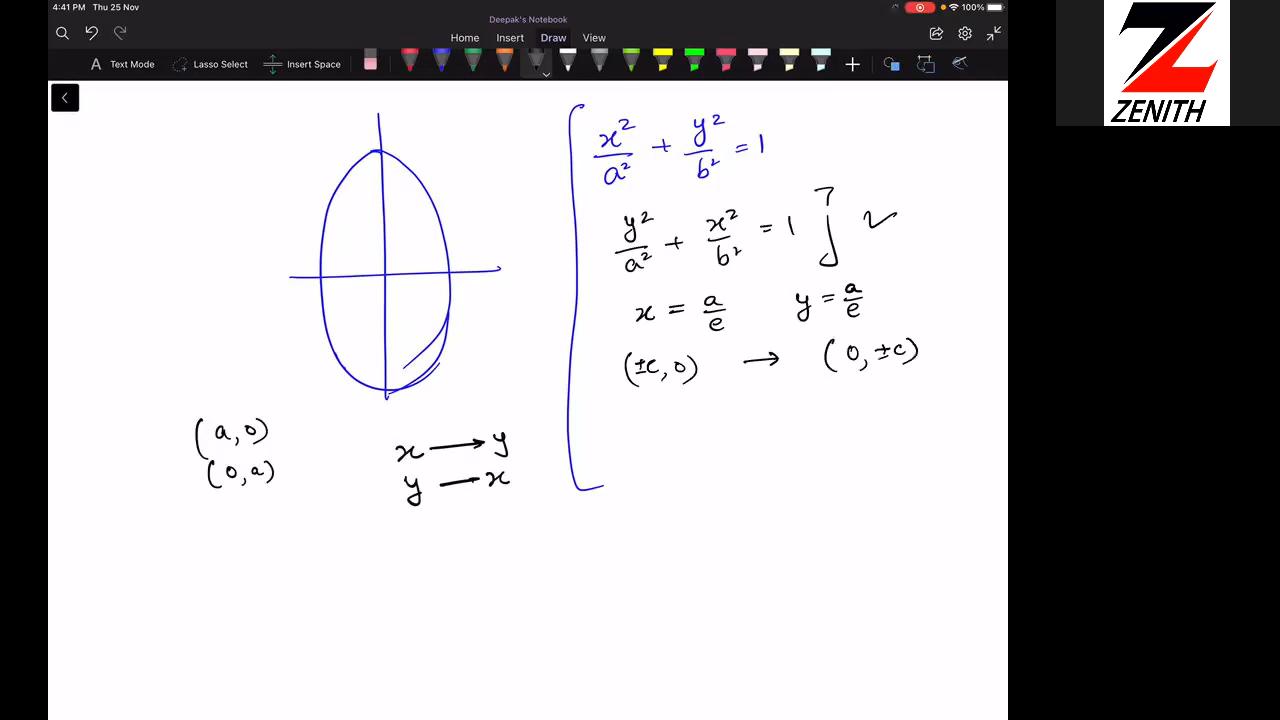 4:41 PM Thu 25 Nov
100%
Deepak's Notebook
Home Insert Draw View
A Text Mode Lasso Select Insert Space
ZENITH
x²/a² + y²/b² = 1
y²/a² + x²/b² = 1
x = a/e y = a/e
(±c, 0) → (0, ±c)
(a, 0)
(0, a)
x → y
y → x